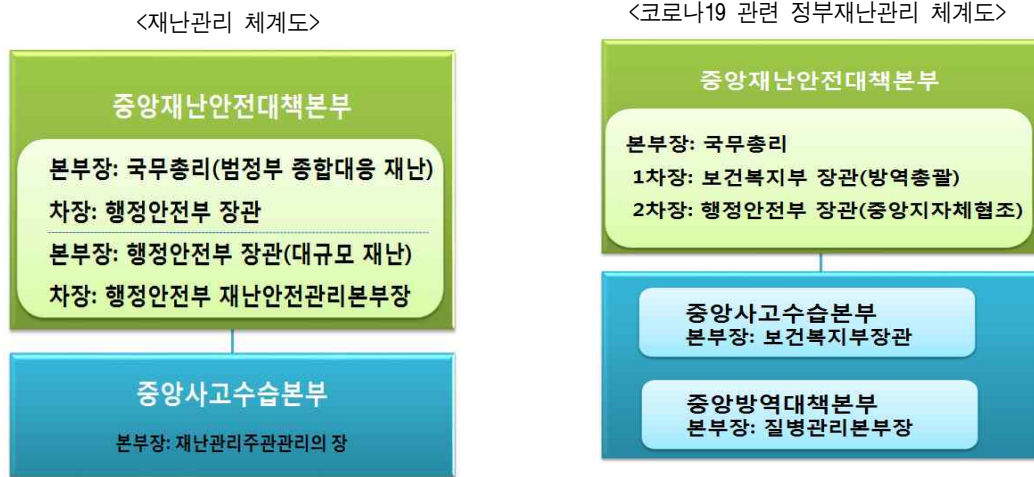 <재난관리 체계도>
중앙재난안전대책본부
본부장: 국무총리(범정부 종합대응 재난)
차장: 행정안전부 장관
본부장: 행정안전부 장관(대규모 재난)
차장: 행정안전부 재난안전관리본부장
중앙사고수습본부
본부장: 재난관리주관관리의 장
<코로나19 관련 정부재난관리 체계도>
중앙재난안전대책본부
본부장: 국무총리
1차장: 보건복지부 장관(방역총괄)
2차장: 행정안전부 장관(중앙지자체협조)
중앙사고수습본부
본부장: 보건복지부장관
중앙방역대책본부
본부장: 질병관리본부장